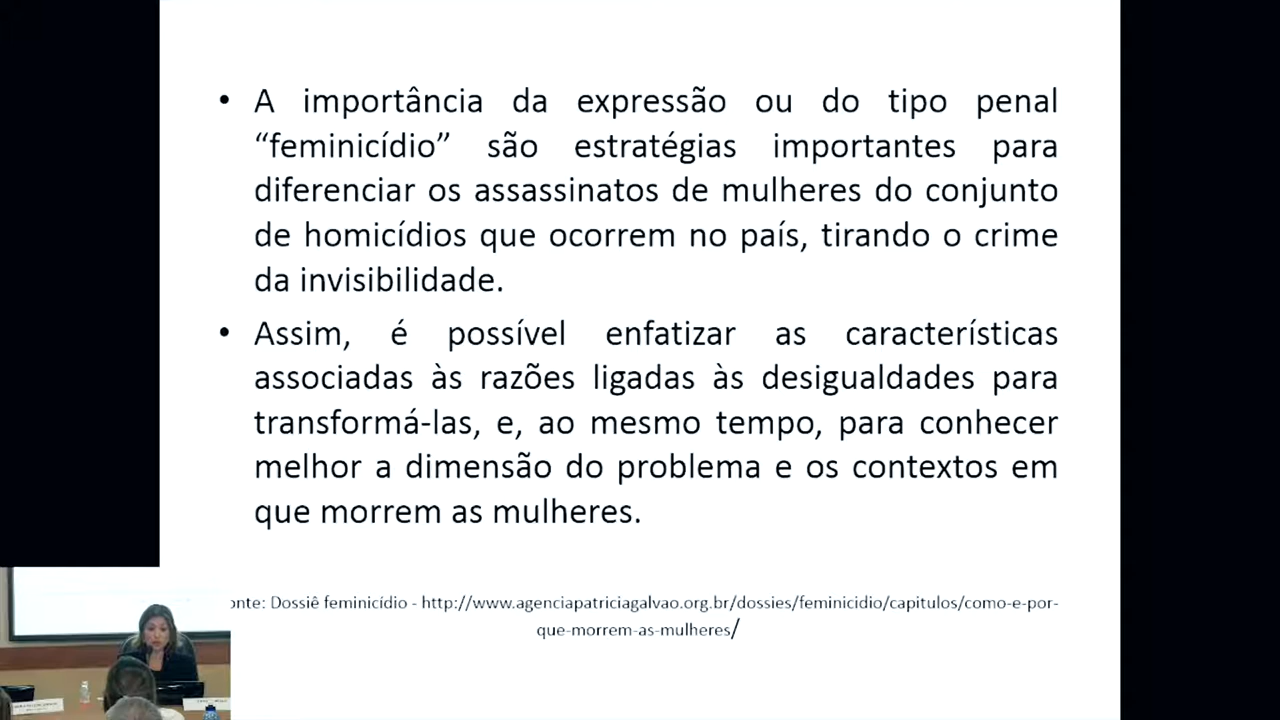 • A importância da expressão ou do tipo penal
“feminicídio” são estratégias importantes para
diferenciar os assassinatos de mulheres do conjunto
de homicídios que ocorrem no país, tirando o crime
da invisibilidade.
• Assim, é possível enfatizar as características
associadas às razões ligadas às desigualdades para
transformá-las, e, ao mesmo tempo, para conhecer
melhor a dimensão do problema e os contextos em
que morrem as mulheres.
onte: Dossiê feminicídio - http://www.agenciapatriciagalvao.org.br/dossies/feminicidio/capitulos/como-e-por-
que-morrem-as-mulheres/